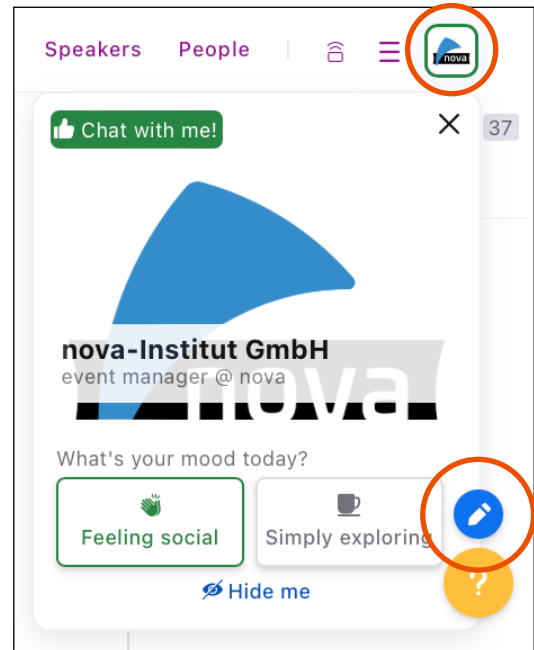 Speakers People
nova
Chat with me!
37
nova-Institut GmbH
event manager @ nova
nova
What's your mood today?
Feeling social
Simply exploring
Hide me
?